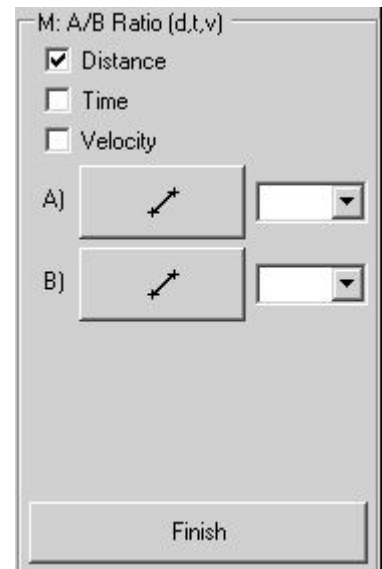 M: A/B Ratio (d,t,v)
Distance
Time
Velocity
A)
B)
Finish